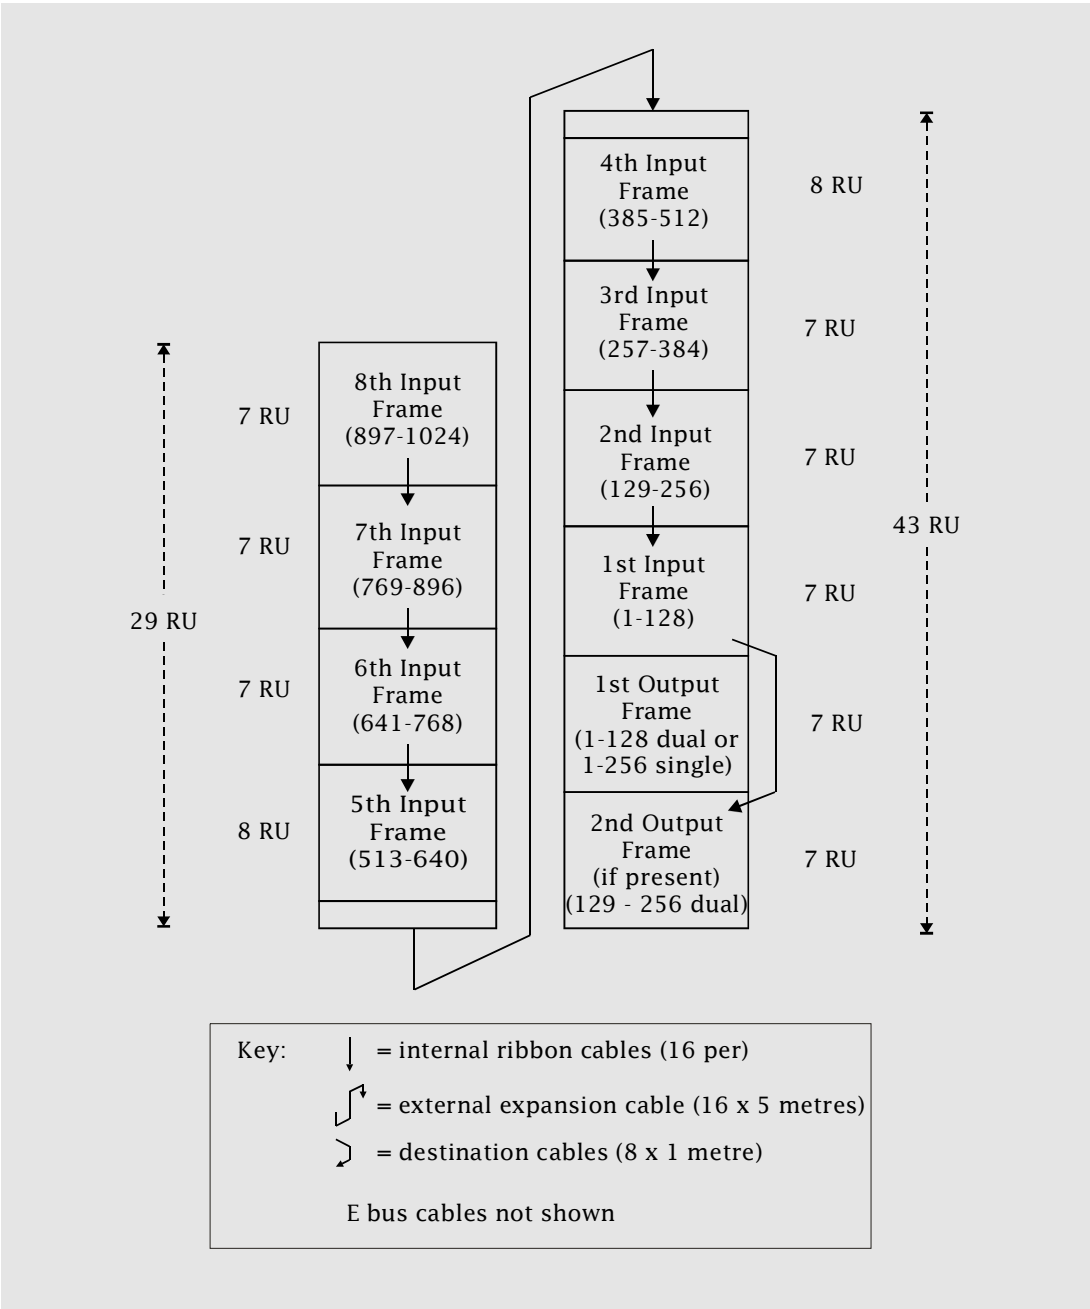 29 RU
7 RU
7 RU
7 RU
8 RU
8th Input
Frame
(897-1024)
7th Input
Frame
(769-896)
6th Input
Frame
(641-768)
5th Input
Frame
(513-640)
4th Input
Frame
(385-512)
3rd Input
Frame
(257-384)
2nd Input
Frame
(129-256)
1st Input
Frame
(1-128)
1st Output
Frame
(1-128 dual or
1-256 single)
2nd Output
Frame
(if present)
(129 - 256 dual)
8 RU
7 RU
7 RU
7 RU
7 RU
7 RU
43 RU
Key:
= internal ribbon cables (16 per)
= external expansion cable (16 x 5 metres)
= destination cables (8 x 1 metre)
E bus cables not shown